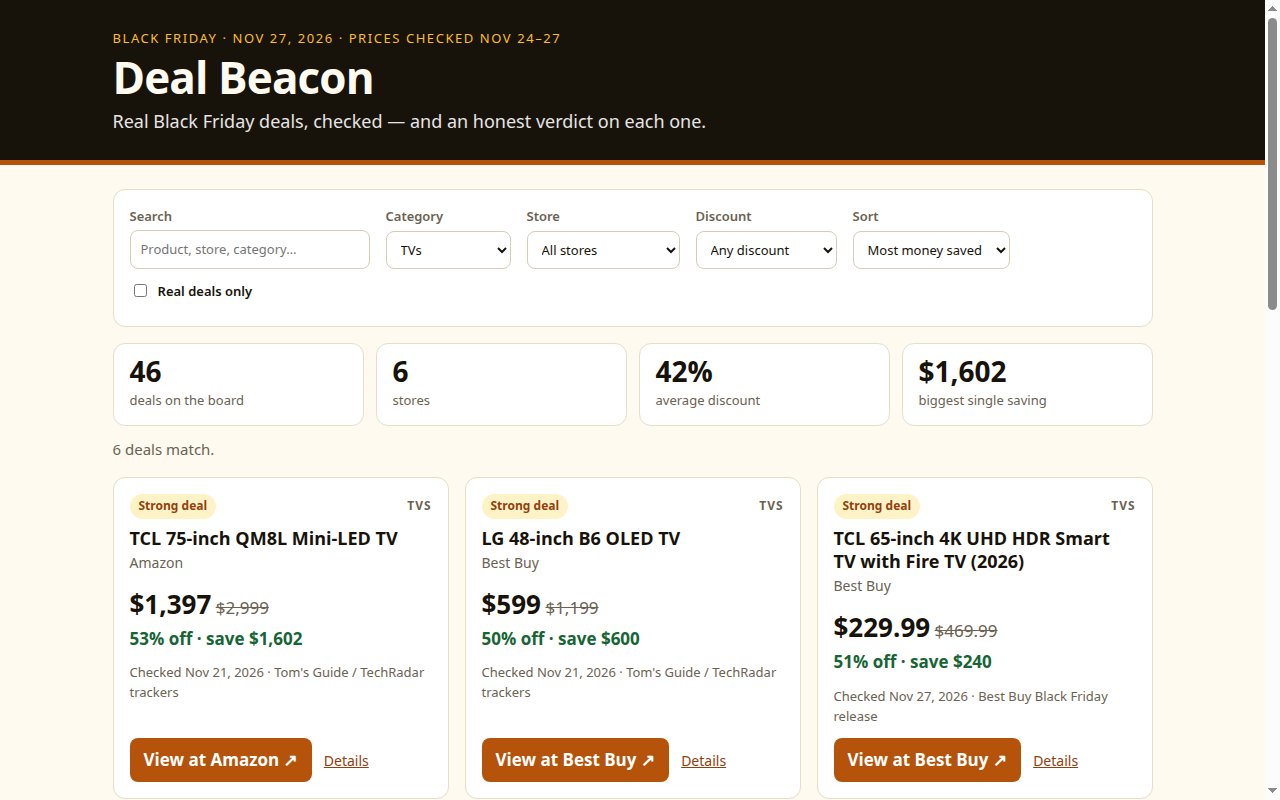 BLACK FRIDAY · NOV 27, 2026 · PRICES CHECKED NOV 24–27
Deal Beacon
Real Black Friday deals, checked — and an honest verdict on each one.
Search
Category
Store
Discount
Sort
Product, store, category...
TVs
All stores
Any discount
Most money saved
Real deals only
46
deals on the board
6
stores
42%
average discount
$1,602
biggest single saving
6 deals match.
Strong deal
TVS
TCL 75-inch QM8L Mini-LED TV
Amazon
$1,397 $2,999
53% off · save $1,602
Checked Nov 21, 2026 · Tom's Guide / TechRadar
trackers
View at Amazon ↗
Details
Strong deal
TVS
LG 48-inch B6 OLED TV
Best Buy
$599 $1,199
50% off · save $600
Checked Nov 21, 2026 · Tom's Guide / TechRadar
trackers
View at Best Buy ↗
Details
Strong deal
TVS
TCL 65-inch 4K UHD HDR Smart
TV with Fire TV (2026)
Best Buy
$229.99 $469.99
51% off · save $240
Checked Nov 27, 2026 · Best Buy Black Friday
release
View at Best Buy ↗
Details